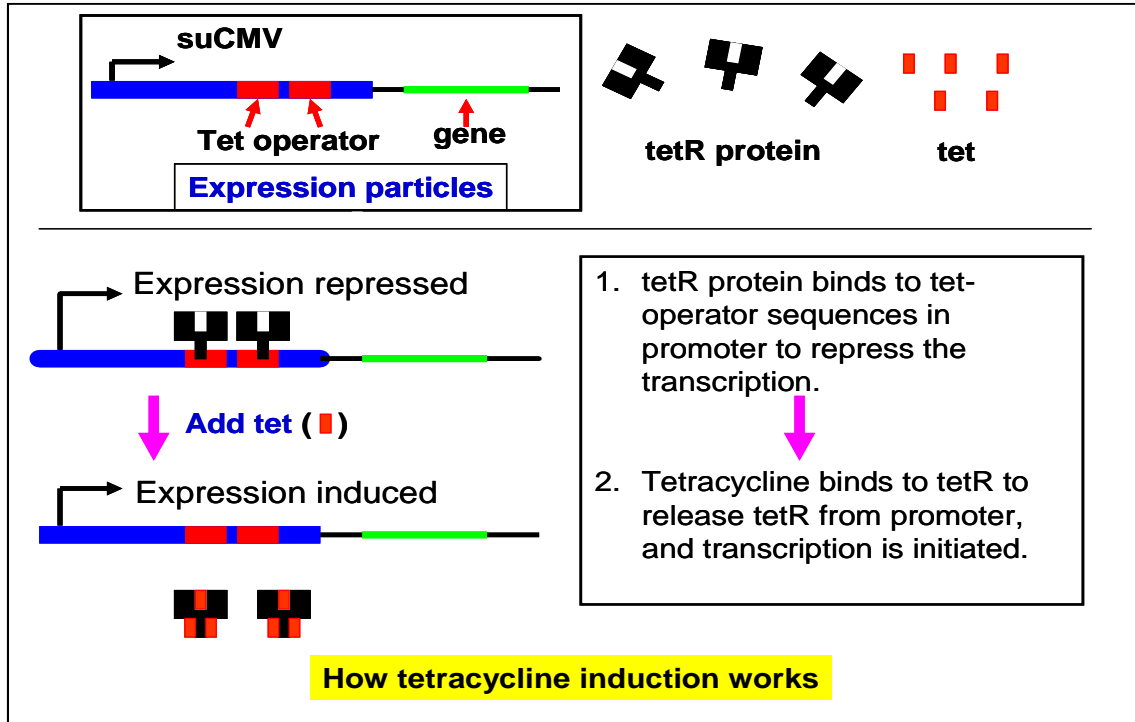 suCMV
Tet operator
gene
Expression particles
tetR protein
tet
Expression repressed
Add tet ( )
Expression induced
1. tetR protein binds to tet-
operator sequences in
promoter to repress the
transcription.
2. Tetracycline binds to tetR to
release tetR from promoter,
and transcription is initiated.
How tetracycline induction works